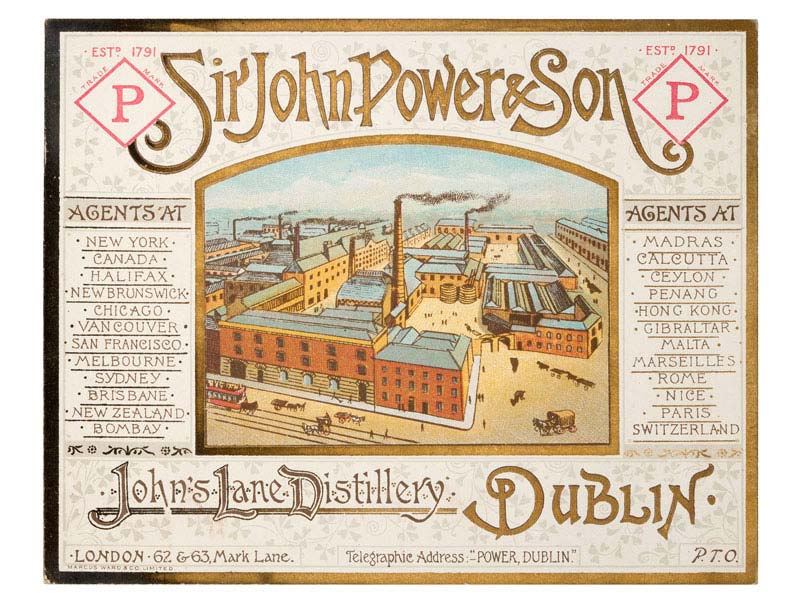 · ESTD 1791
TRADE MARK
P
Sir John Power & Son
· ESTD 1791 ·
TRADE MARK
P
AGENTS AT
· NEW YORK ·
CANADA ·
HALIFAX ·
· NEW BRUNSWICK ·
· CHICAGO ·
VANCOUVER ·
· SAN FRANCISCO ·
MELBOURNE ·
· SYDNEY ·
· BRISBANE ·
· NEW ZEALAND ·
BOMBAY ·
AGENTS AT
MADRAS ·
· CALCUTTA ·
· CEYLON ·
PENANG
· HONG KONG ·
· GIBRALTAR ·
MALTA ·
MARSEILLES
· ROME ·
· NICE ·
PARIS
SWITZERLAND
John's Lane Distillery. DUBLIN.
· LONDON · 62 & 63, Mark Lane. Telegraphic Address:- "POWER, DUBLIN." P.T.O.
MARCUS WARD & CO. LIMITED